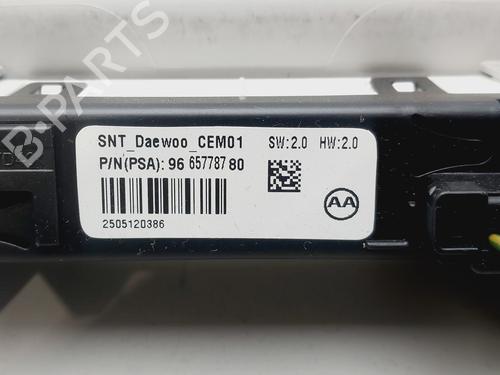 B-PARTS
SNT_Daewoo_CEM01 SW:2.0 HW:2.0
P/N(PSA): 96 657787 80
2505120386
AA